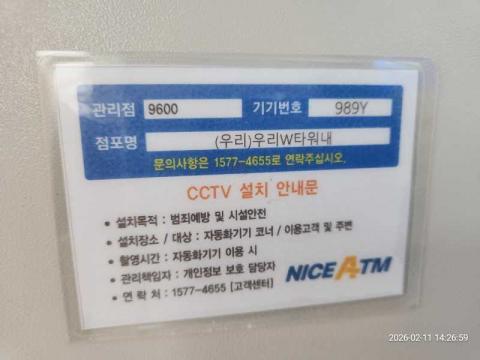 관리점 9600 기기번호 989Y
점포명 (우리)우리W타워내
문의사항은 1577-4655로 연락주십시오.
CCTV 설치 안내문
• 설치목적 : 범죄예방 및 시설안전
• 설치장소 / 대상 : 자동화기기 코너 / 이용고객 및 주변
• 촬영시간 : 자동화기기 이용 시
• 관리책임자 : 개인정보 보호 담당자
• 연 락 처 : 1577-4655 [고객센터]
NICE ATM
2026-02-11 14:26:59